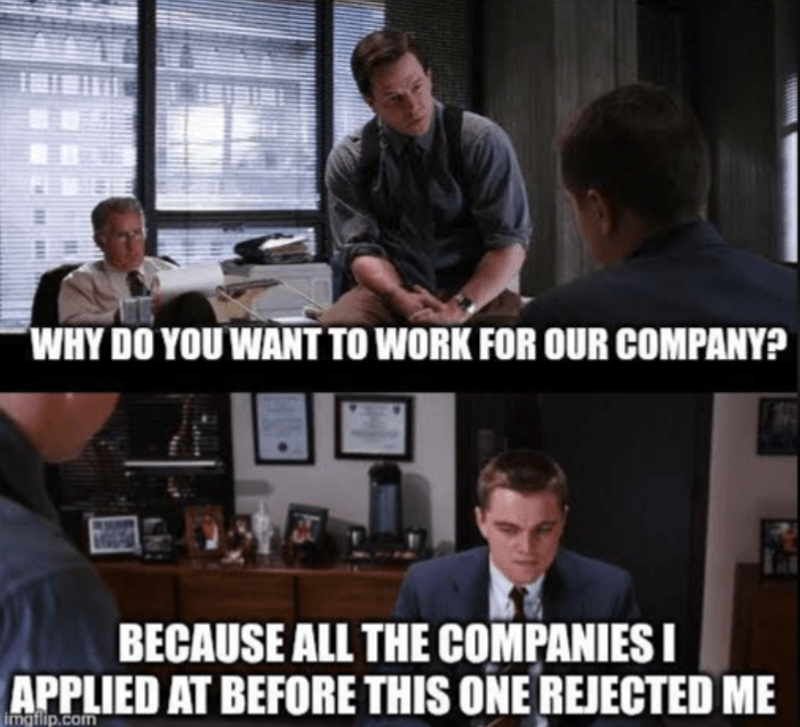 WHY DO YOU WANT TO WORK FOR OUR COMPANY?
BECAUSE ALL THE COMPANIES I
APPLIED AT BEFORE THIS ONE REJECTED ME
imgflip.com